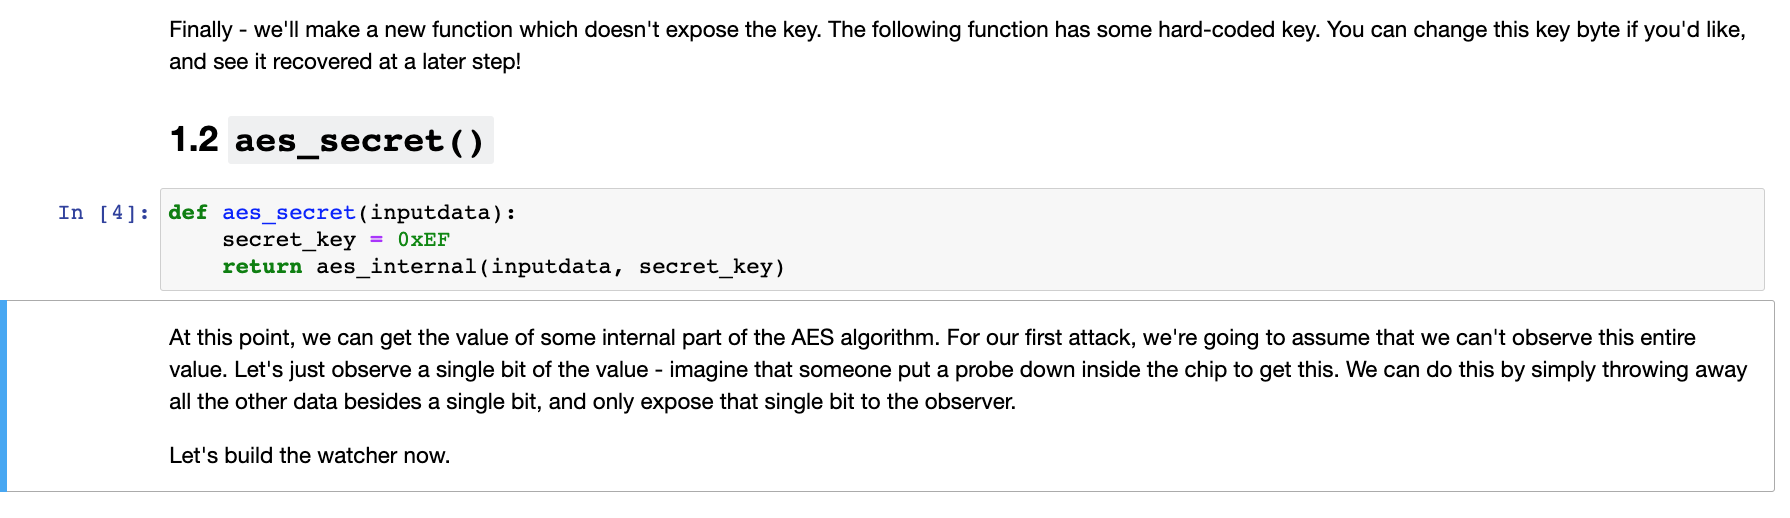 Finally - we'll make a new function which doesn't expose the key. The following function has some hard-coded key. You can change this key byte if you'd like,
and see it recovered at a later step!
1.2 aes_secret()
In [4]: def aes_secret(inputdata):
    secret_key = 0xEF
    return aes_internal(inputdata, secret_key)
At this point, we can get the value of some internal part of the AES algorithm. For our first attack, we're going to assume that we can't observe this entire
value. Let's just observe a single bit of the value - imagine that someone put a probe down inside the chip to get this. We can do this by simply throwing away
all the other data besides a single bit, and only expose that single bit to the observer.
Let's build the watcher now.